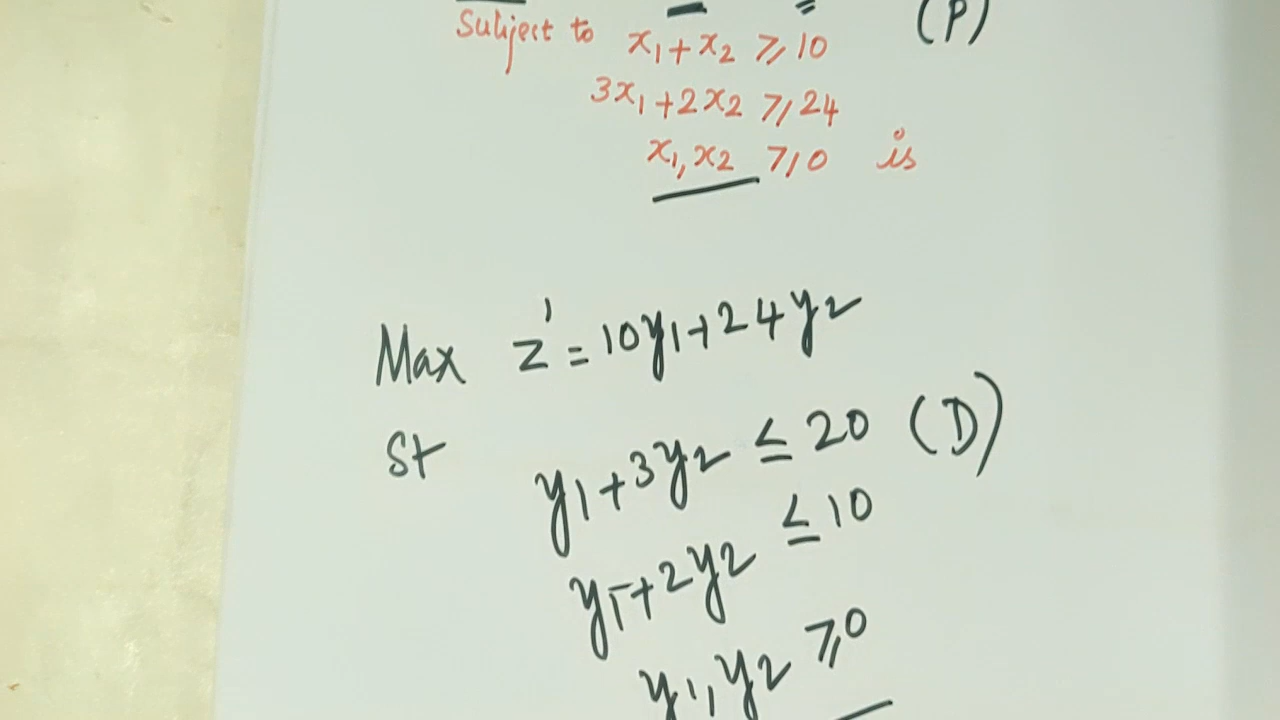 Subject to x₁+x₂ ≥ 10 (P)
3x₁+2x₂ ≥ 24
x₁,x₂ ≥ 0 is
Max z' = 10y₁+24y₂
St y₁+3y₂ ≤ 20 (D)
y₁+2y₂ ≤ 10
y₁,y₂ ≥ 0